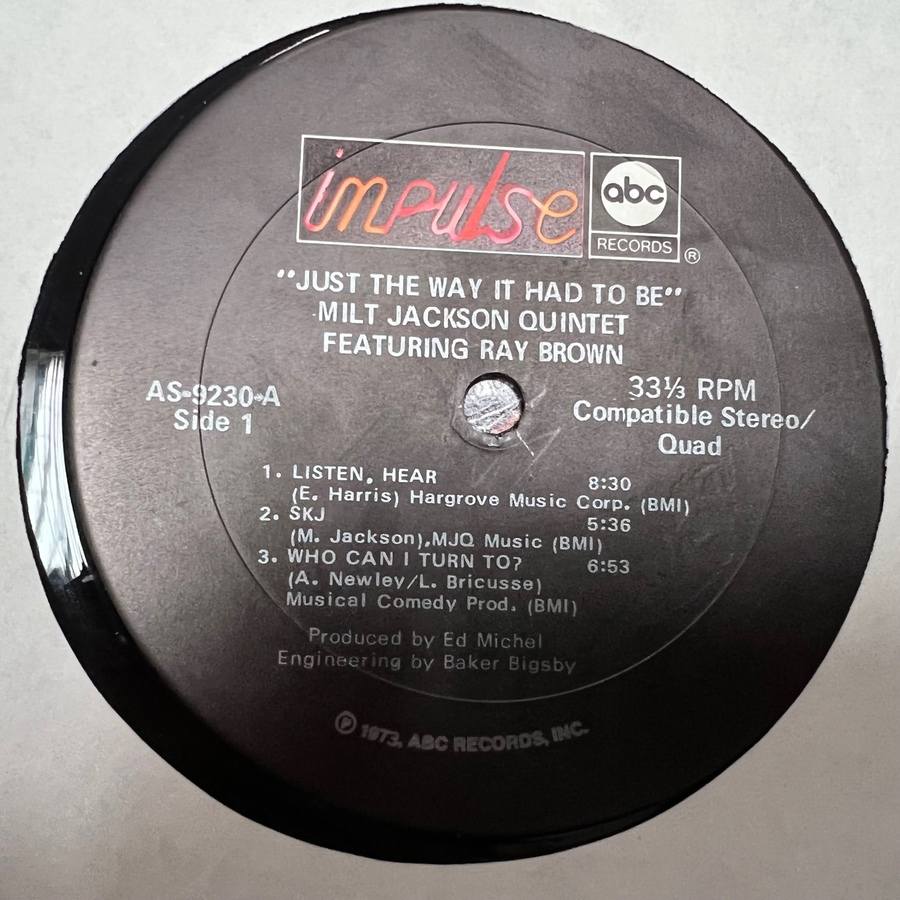 impulse
abc
RECORDS ®
"JUST THE WAY IT HAD TO BE"
MILT JACKSON QUINTET
FEATURING RAY BROWN
AS-9230-A
Side 1
33⅓ RPM
Compatible Stereo/
Quad
1. LISTEN, HEAR 8:30
(E. Harris) Hargrove Music Corp. (BMI)
2. SKJ 5:36
(M. Jackson),MJQ Music (BMI)
3. WHO CAN I TURN TO? 6:53
(A. Newley/L. Bricusse)
Musical Comedy Prod. (BMI)
Produced by Ed Michel
Engineering by Baker Bigsby
℗ 1973, ABC RECORDS, INC.